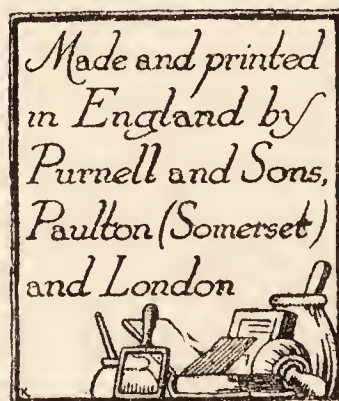 Made and printed
in England by
Purnell and Sons,
Paulton (Somerset)
and London